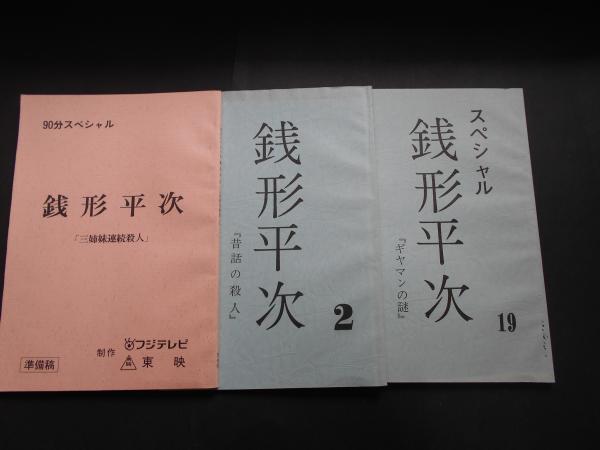 90分スペシャル
銭形平次
「三姉妹連続殺人」
制作 フジテレビ
東映
準備稿
銭形平次
『昔話の殺人』
2
スペシャル
銭形平次
『ギヤマンの謎』
19